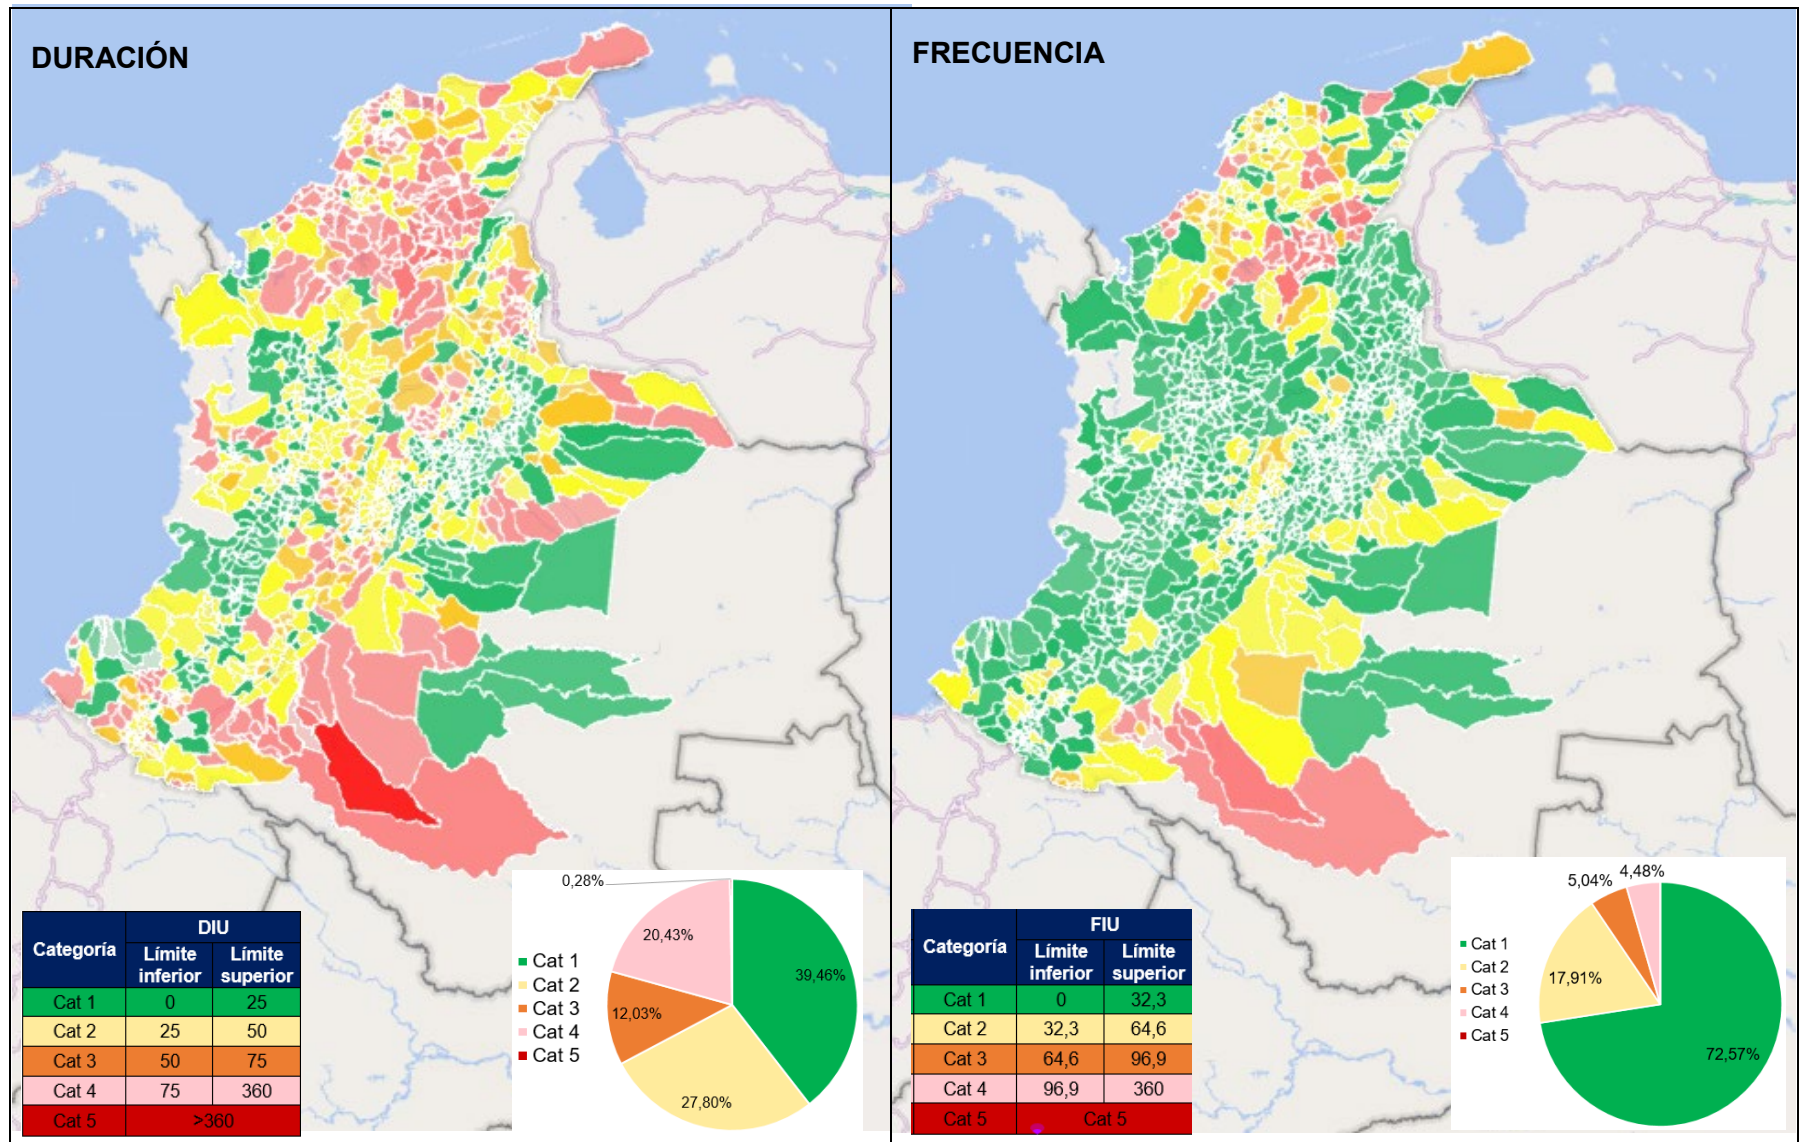 DURACIÓN
0,28%
20,43%
39,46%
12,03%
27,80%
Cat 1
Cat 2
Cat 3
Cat 4
Cat 5
Categoría
DIU
Límite inferior
Límite superior
Cat 1 0 25
Cat 2 25 50
Cat 3 50 75
Cat 4 75 360
Cat 5 >360
FRECUENCIA
5,04%
4,48%
17,91%
72,57%
Cat 1
Cat 2
Cat 3
Cat 4
Cat 5
Categoría
FIU
Límite inferior
Límite superior
Cat 1 0 32,3
Cat 2 32,3 64,6
Cat 3 64,6 96,9
Cat 4 96,9 360
Cat 5 Cat 5